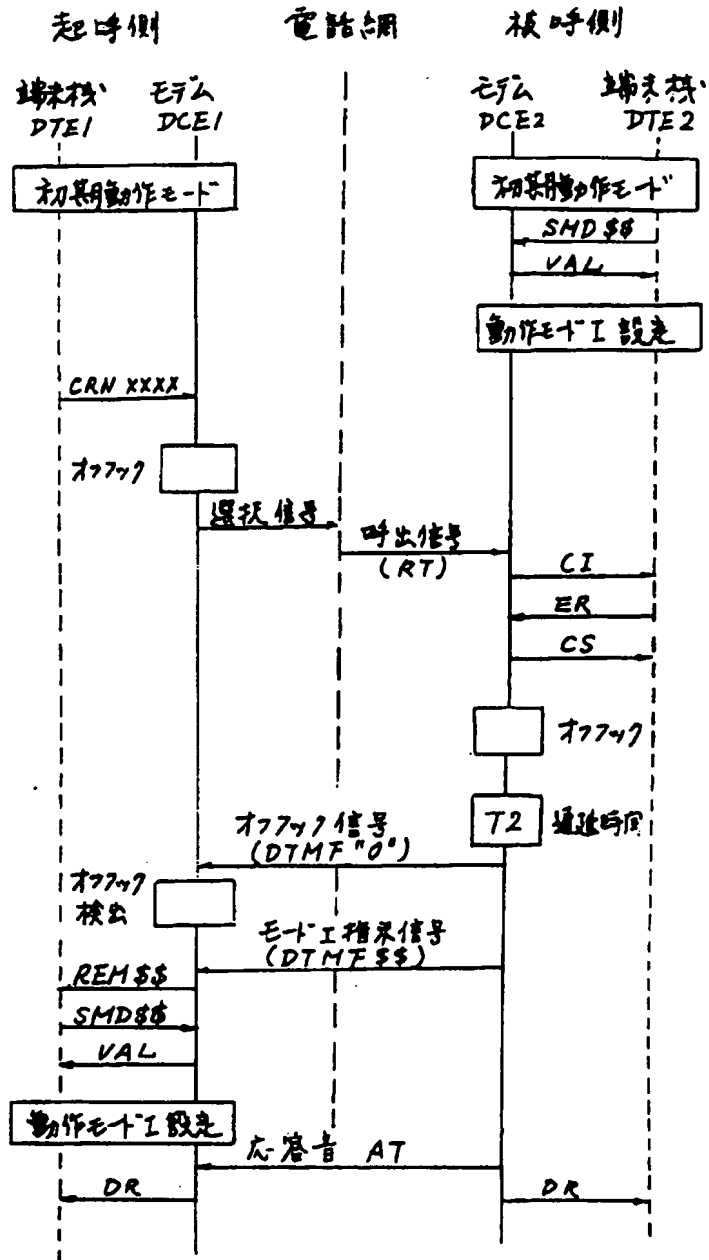 起呼側 電話網 被呼側
端末機 モデム モデム 端末機
DTE1 DCE1 DCE2 DTE2
初期動作モード 初期動作モード
SMD $$
VAL
動作モードI 設定
CRN XXXX
オフフック
選択信号
呼出信号
(RT)
CI
ER
CS
オフフック
T2
オフフック信号
(DTMF "0")
オフフック
検出
モードI指示信号
(DTMF $$)
REM $$
SMD $$
VAL
動作モードI 設定
応答音 AT
DR DR